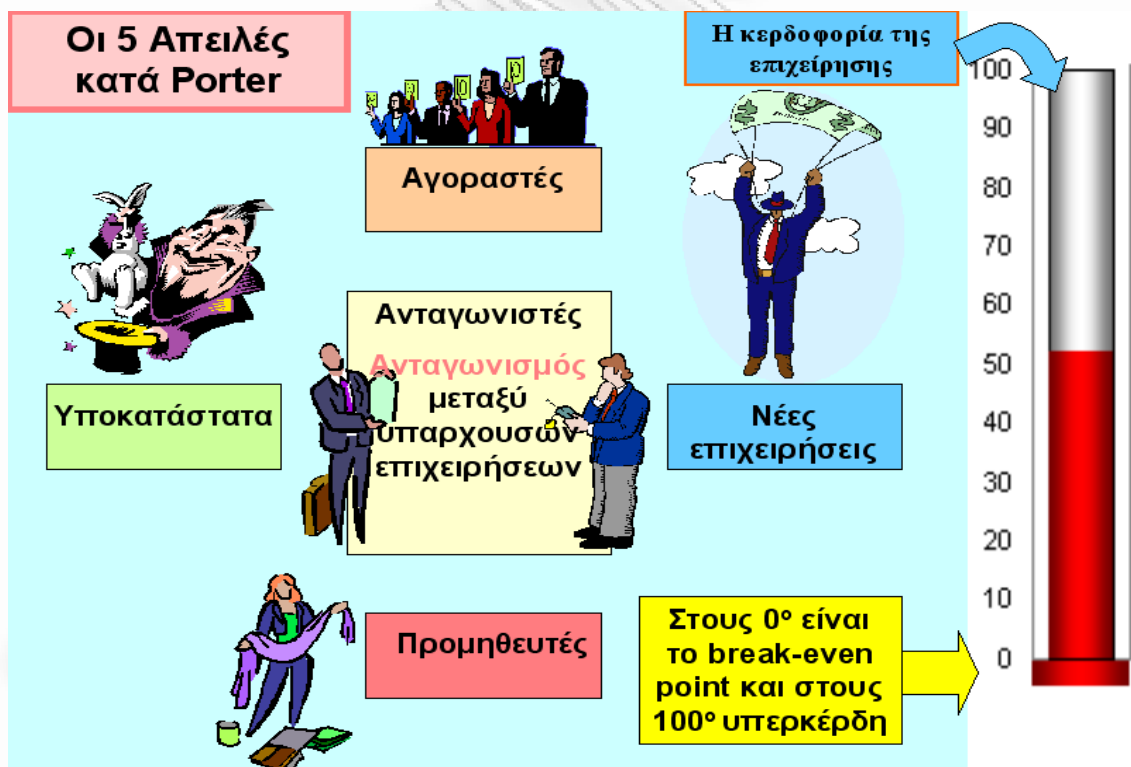 Οι 5 Απειλές
κατά Porter
Η κερδοφορία της
επιχείρησης
Αγοραστές
Ανταγωνιστές
Ανταγωνισμός
μεταξύ
υπαρχουσών
επιχειρήσεων
Υποκατάστατα
Νέες
επιχειρήσεις
Προμηθευτές
Στους 0º είναι
το break-even
point και στους
100º υπερκέρδη
100
90
80
70
60
50
40
30
20
10
0